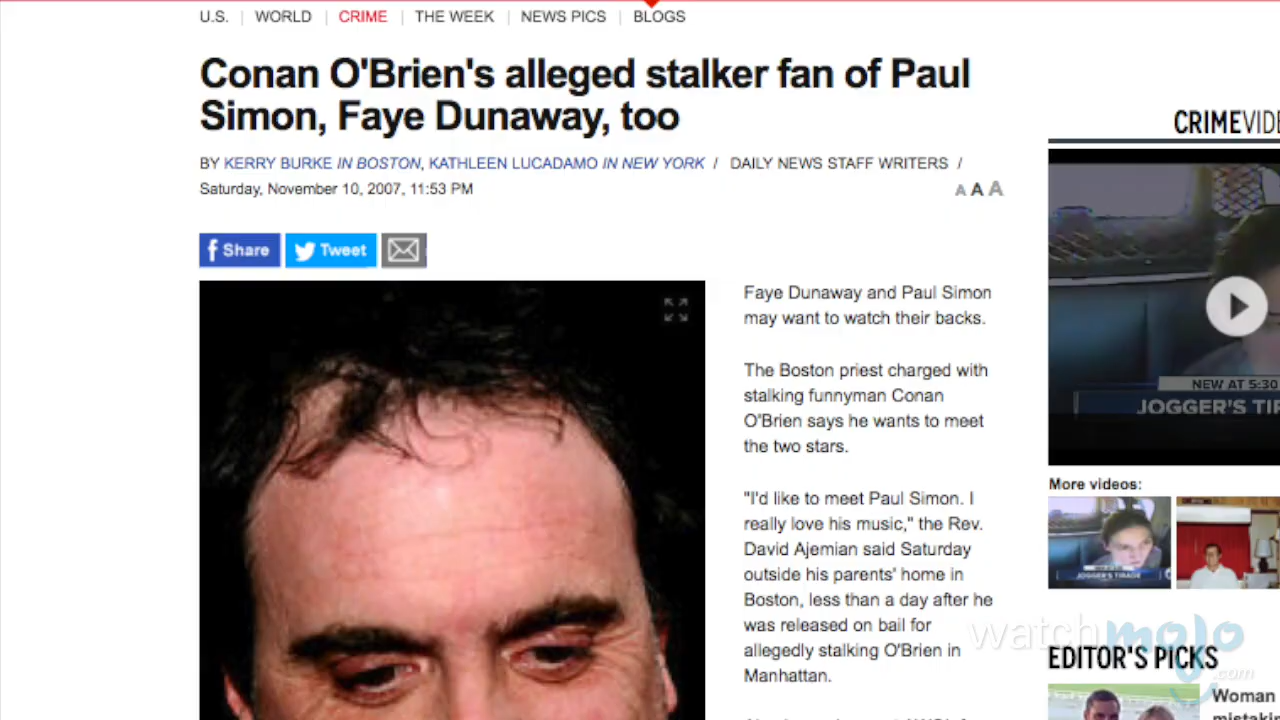 U.S. | WORLD | CRIME | THE WEEK | NEWS PICS | BLOGS
Conan O'Brien's alleged stalker fan of Paul
Simon, Faye Dunaway, too
BY KERRY BURKE IN BOSTON, KATHLEEN LUCADAMO IN NEW YORK / DAILY NEWS STAFF WRITERS /
Saturday, November 10, 2007, 11:53 PM
A A A
Share Tweet
Faye Dunaway and Paul Simon
may want to watch their backs.
The Boston priest charged with
stalking funnyman Conan
O'Brien says he wants to meet
the two stars.
"I'd like to meet Paul Simon. I
really love his music," the Rev.
David Ajemian said Saturday
outside his parents' home in
Boston, less than a day after he
was released on bail for
allegedly stalking O'Brien in
Manhattan.
CRIME VIDE
NEW AT 5:30
JOGGER'S TIR
More videos:
JOGGER'S TIRADE
watchmojo
.com
EDITOR'S PICKS
Woman